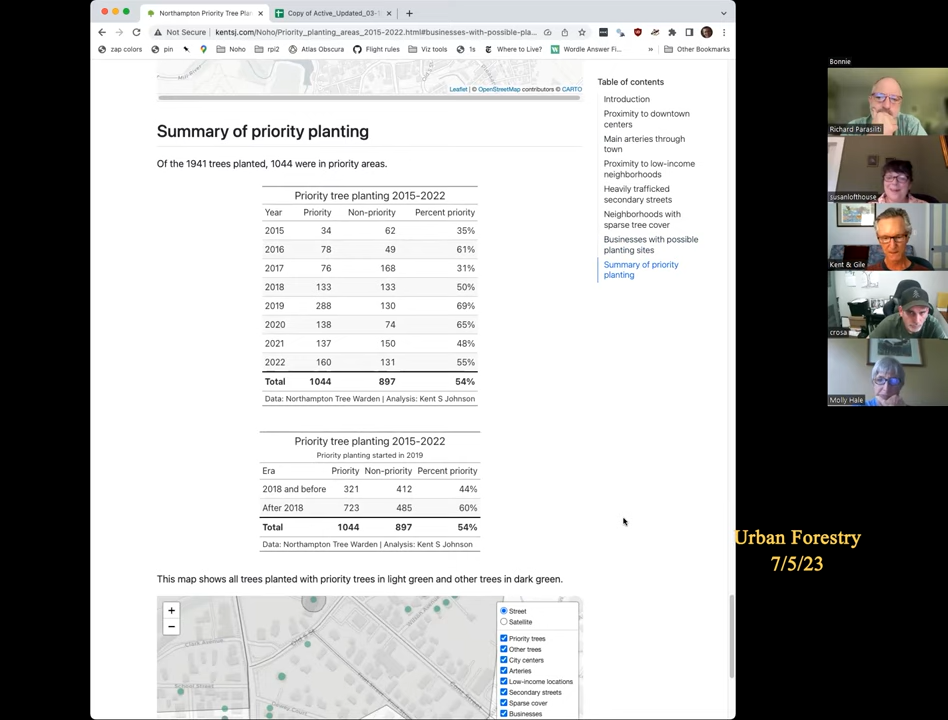 Northampton Priority Tree Plan
Copy of Active_Updated_03-1
Not Secure
kentsj.com/Noho/Priority_planting_areas_2015-2022.html#businesses-with-possible-pla...
zap colors
pin
Noho
rpi2
Atlas Obscura
Flight rules
Viz tools
1s
Where to Live?
Wordle Answer Fi...
Other Bookmarks
Leaflet | © OpenStreetMap contributors © CARTO
Summary of priority planting
Of the 1941 trees planted, 1044 were in priority areas.
Priority tree planting 2015-2022
Year Priority Non-priority Percent priority
2015 34 62 35%
2016 78 49 61%
2017 76 168 31%
2018 133 133 50%
2019 288 130 69%
2020 138 74 65%
2021 137 150 48%
2022 160 131 55%
Total 1044 897 54%
Data: Northampton Tree Warden | Analysis: Kent S Johnson
Priority tree planting 2015-2022
Priority planting started in 2019
Era Priority Non-priority Percent priority
2018 and before 321 412 44%
After 2018 723 485 60%
Total 1044 897 54%
Data: Northampton Tree Warden | Analysis: Kent S Johnson
This map shows all trees planted with priority trees in light green and other trees in dark green.
+
−
Street
Satellite
Priority trees
Other trees
City centers
Arteries
Low-income locations
Secondary streets
Sparse cover
Businesses
Table of contents
Introduction
Proximity to downtown
centers
Main arteries through
town
Proximity to low-income
neighborhoods
Heavily trafficked
secondary streets
Neighborhoods with
sparse tree cover
Businesses with possible
planting sites
Summary of priority
planting
Bonnie
Richard Parasiliti
susanlofthouse
Kent & Gile
crosa
Molly Hale
Urban Forestry
7/5/23